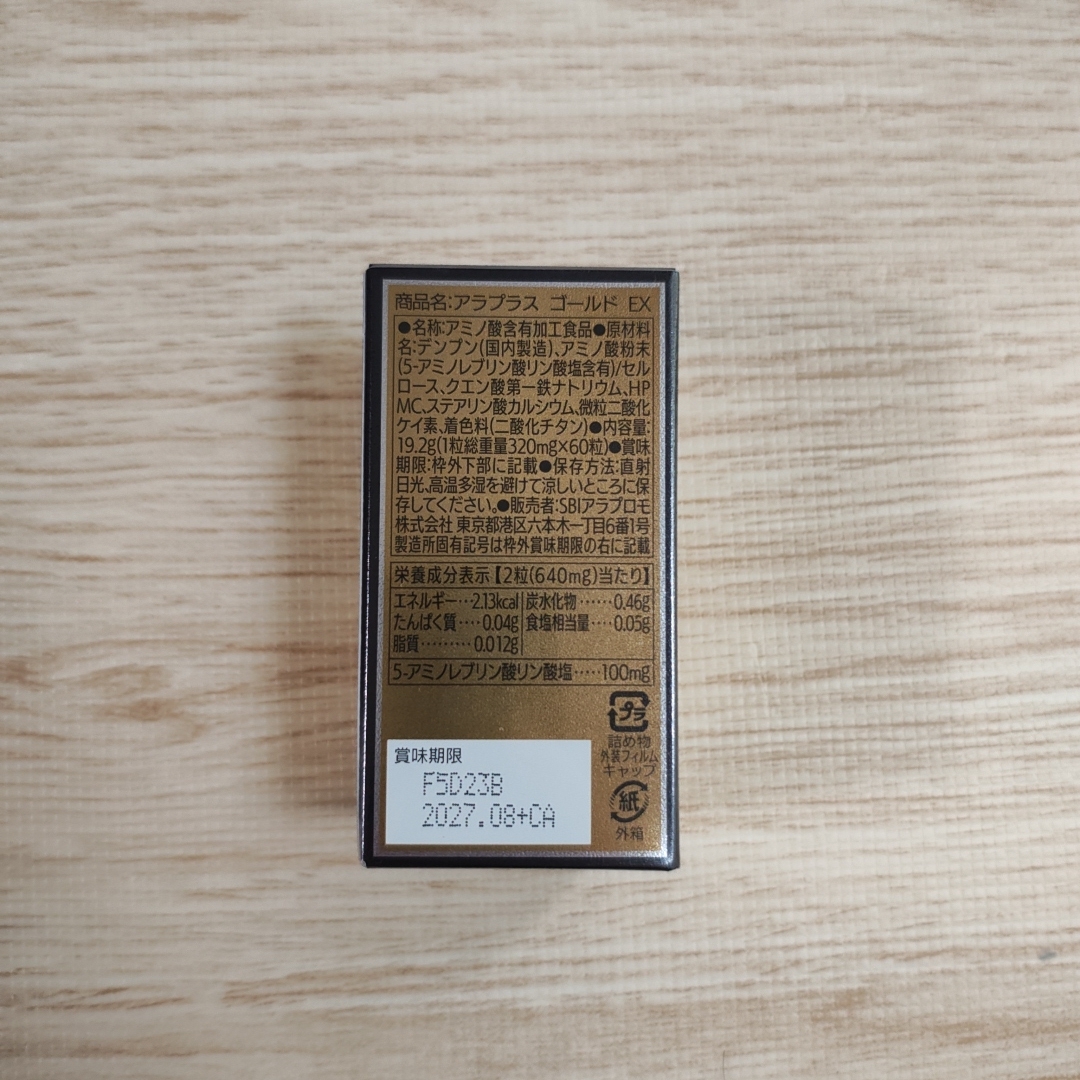 商品名:アラプラス ゴールド EX
●名称:アミノ酸含有加工食品●原材料
名:デンプン(国内製造)、アミノ酸粉末
(5-アミノレブリン酸リン酸塩含有)/セル
ロース、クエン酸第一鉄ナトリウム、HP
MC、ステアリン酸カルシウム、微粒二酸化
ケイ素、着色料(二酸化チタン)●内容量:
19.2g(1粒総重量320mg×60粒)●賞味
期限:枠外下部に記載●保存方法:直射
日光、高温多湿を避けて涼しいところに保
存してください。●販売者:SBIアラプロモ
株式会社 東京都港区六本木一丁目6番1号
製造所固有記号は枠外賞味期限の右に記載
栄養成分表示【2粒(640mg)当たり】
エネルギー…2.13kcal 炭水化物……0.46g
たんぱく質‥‥0.04g 食塩相当量‥‥0.05g
脂質………0.012g
5-アミノレブリン酸リン酸塩‥‥‥100mg
プラ
詰め物
外装フィルム
キャップ
賞味期限
F5D23B
2027.08+CA
紙
外箱